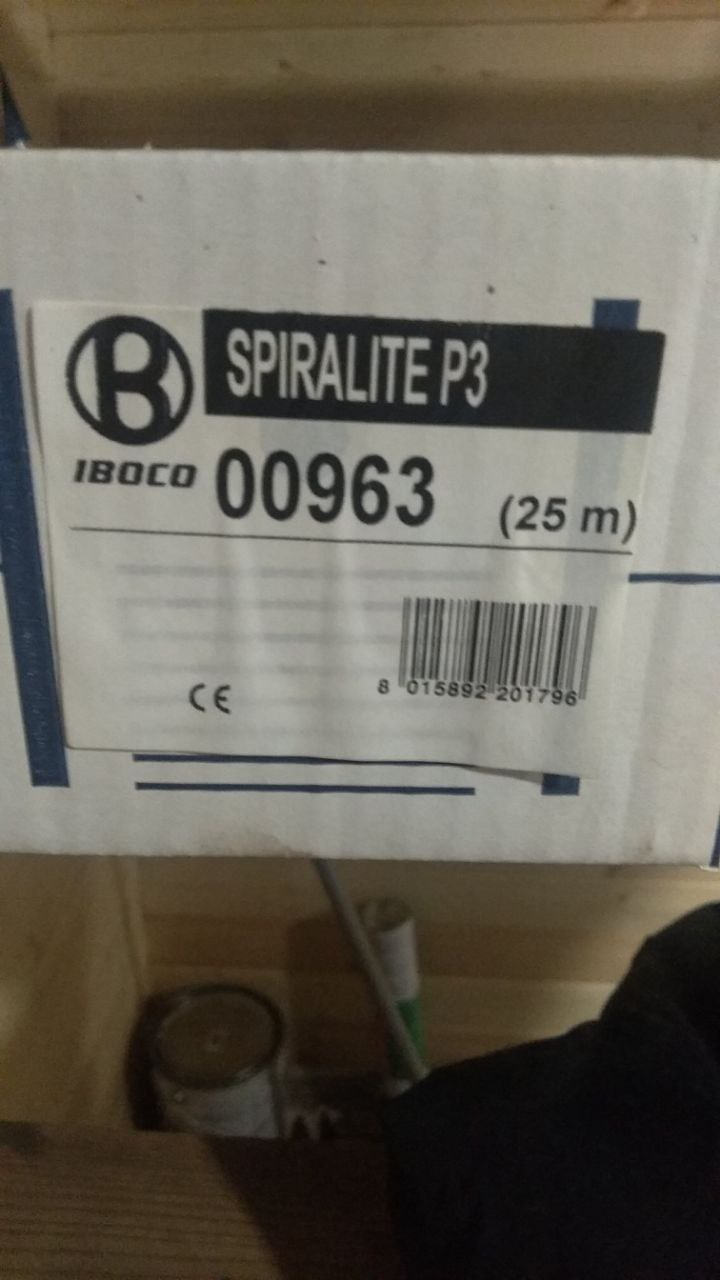 SPIRALITE P3
IBOCO 00963 (25 m)
CE
8 015892 201796